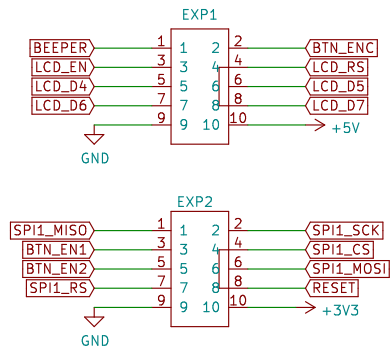 EXP1
BEEPER 1 1 2 2 BTN_ENC
LCD_EN 3 3 4 4 LCD_RS
LCD_D4 5 5 6 6 LCD_D5
LCD_D6 7 7 8 8 LCD_D7
9 9 10 10 +5V
GND
EXP2
SPI1_MISO 1 1 2 2 SPI1_SCK
BTN_EN1 3 3 4 4 SPI1_CS
BTN_EN2 5 5 6 6 SPI1_MOSI
SPI1_RS 7 7 8 8 RESET
9 9 10 10 +3V3
GND